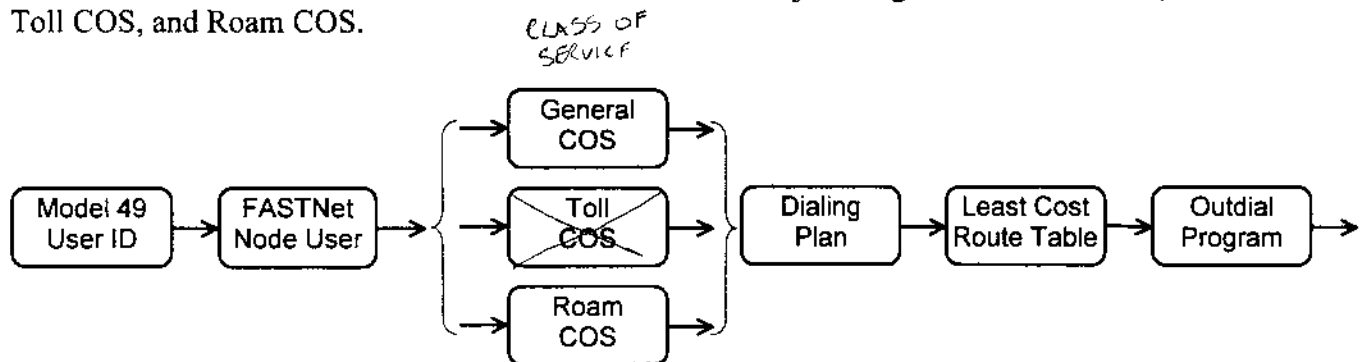 Toll COS, and Roam COS.
CLASS OF
SERVICE
General
COS
Model 49
User ID
FASTNet
Node User
Toll
COS
Dialing
Plan
Least Cost
Route Table
Outdial
Program
Roam
COS